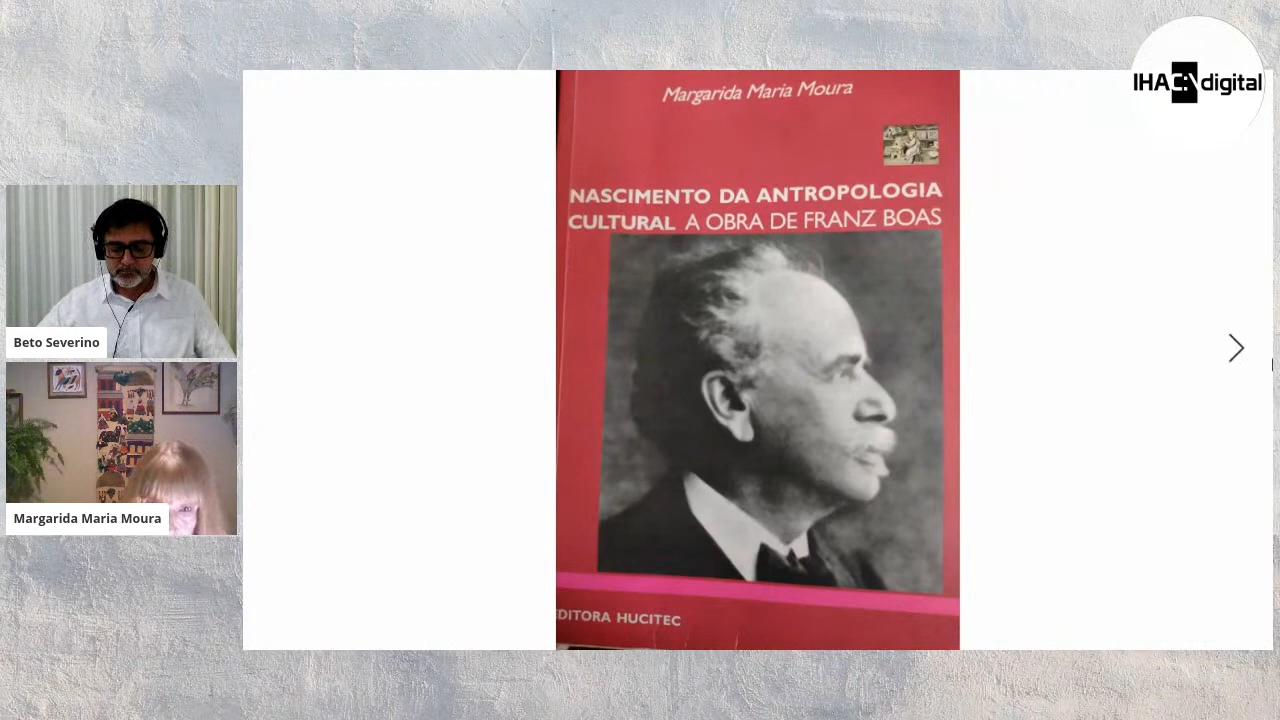 IHAC:\digital
Margarida Maria Moura
NASCIMENTO DA ANTROPOLOGIA
CULTURAL A OBRA DE FRANZ BOAS
EDITORA HUCITEC
Beto Severino
Margarida Maria Moura